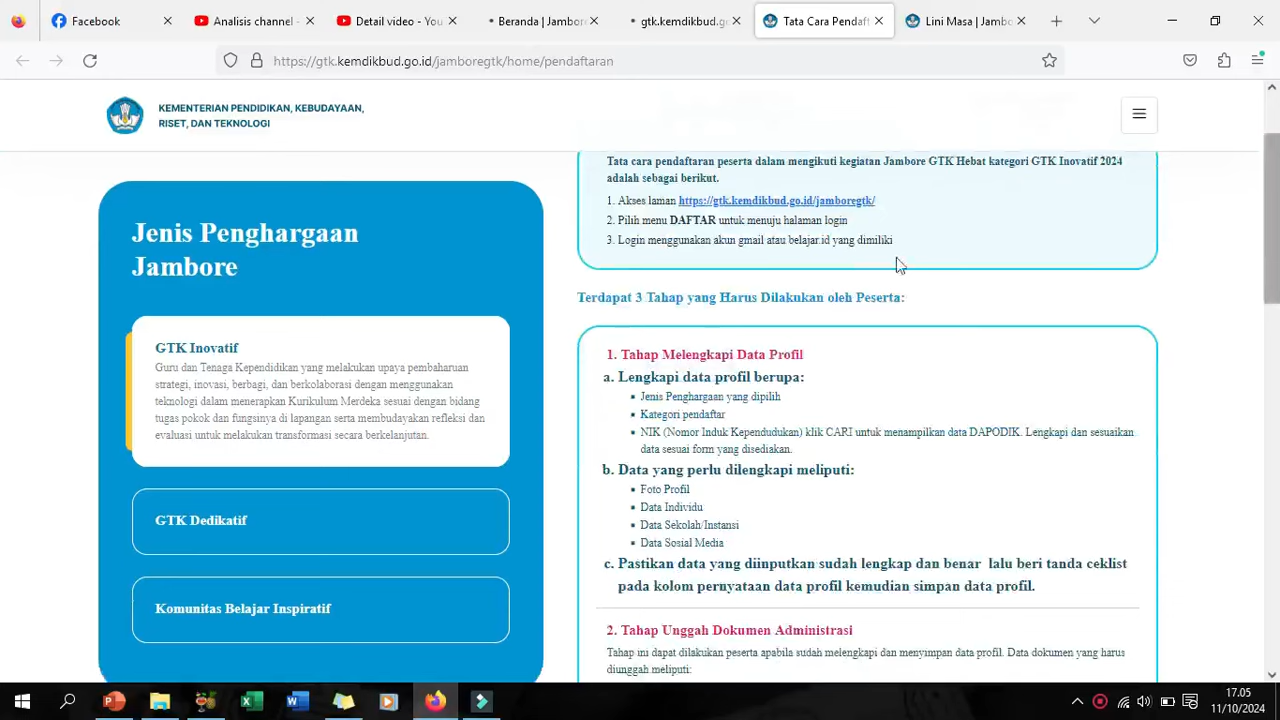 Facebook
Analisis channel -
Detail video - You
Beranda | Jambore
gtk.kemdikbud.go
Tata Cara Pendaft
Lini Masa | Jambo
https://gtk.kemdikbud.go.id/jamboregtk/home/pendaftaran
KEMENTERIAN PENDIDIKAN, KEBUDAYAAN,
RISET, DAN TEKNOLOGI
Jenis Penghargaan
Jambore
GTK Inovatif
Guru dan Tenaga Kependidikan yang melakukan upaya pembaharuan
strategi, inovasi, berbagi, dan berkolaborasi dengan menggunakan
teknologi dalam menerapkan Kurikulum Merdeka sesuai dengan bidang
tugas pokok dan fungsinya di lapangan serta membudayakan refleksi dan
evaluasi untuk melakukan transformasi secara berkelanjutan.
GTK Dedikatif
Komunitas Belajar Inspiratif
Tata cara pendaftaran peserta dalam mengikuti kegiatan Jambore GTK Hebat kategori GTK Inovatif 2024
adalah sebagai berikut.
1. Akses laman https://gtk.kemdikbud.go.id/jamboregtk/
2. Pilih menu DAFTAR untuk menuju halaman login
3. Login menggunakan akun gmail atau belajar.id yang dimiliki
Terdapat 3 Tahap yang Harus Dilakukan oleh Peserta:
1. Tahap Melengkapi Data Profil
a. Lengkapi data profil berupa:
▪ Jenis Penghargaan yang dipilih
▪ Kategori pendaftar
▪ NIK (Nomor Induk Kependudukan) klik CARI untuk menampilkan data DAPODIK. Lengkapi dan sesuaikan
data sesuai form yang disediakan.
b. Data yang perlu dilengkapi meliputi:
▪ Foto Profil
▪ Data Individu
▪ Data Sekolah/Instansi
▪ Data Sosial Media
c. Pastikan data yang diinputkan sudah lengkap dan benar lalu beri tanda ceklist
pada kolom pernyataan data profil kemudian simpan data profil.
2. Tahap Unggah Dokumen Administrasi
Tahap ini dapat dilakukan peserta apabila sudah melengkapi dan menyimpan data profil. Data dokumen yang harus
diunggah meliputi:
17.05
11/10/2024